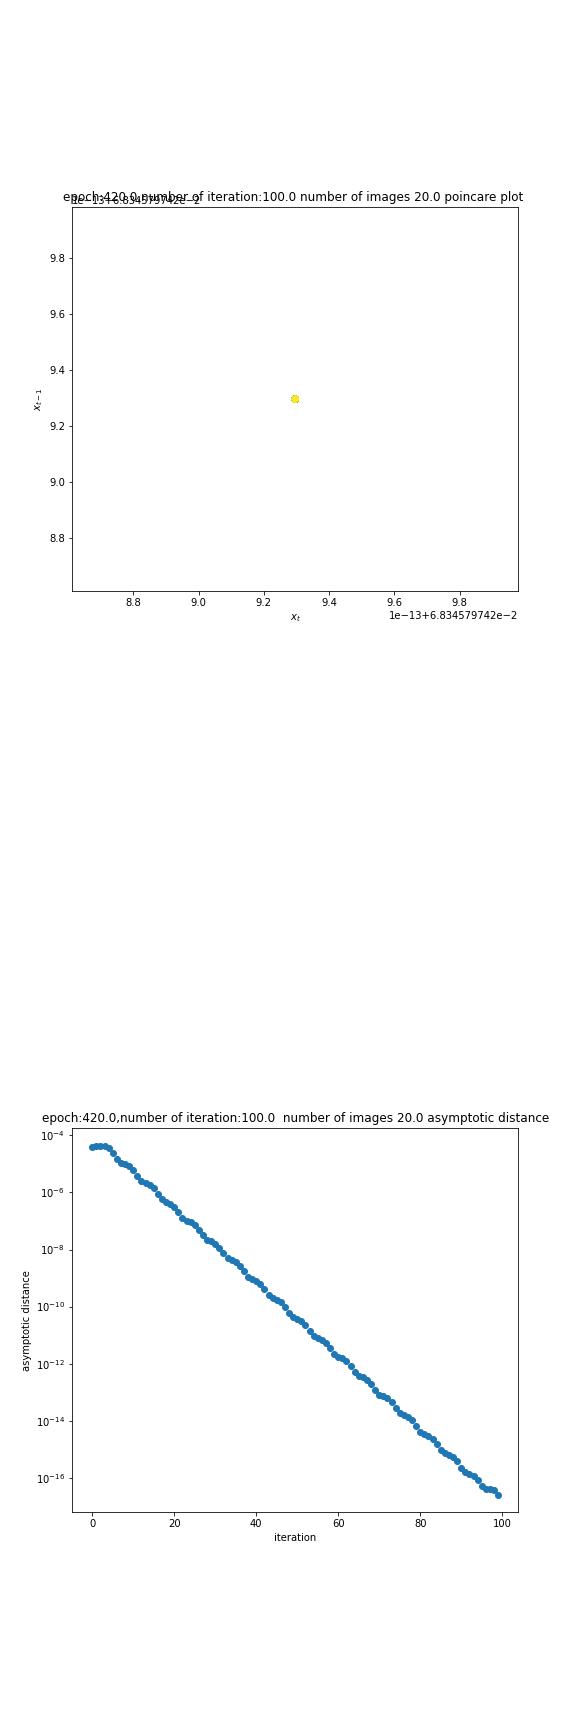 epoch:420.0,number of iteration:100.0 number of images 20.0 poincare plot
1e−13+6.834579742e−2
9.8
9.6
9.4
9.2
9.0
8.8
x_{t−1}
8.8 9.0 9.2 9.4 9.6 9.8
x_t
1e−13+6.834579742e−2
epoch:420.0,number of iteration:100.0 number of images 20.0 asymptotic distance
10^{−4}
10^{−6}
10^{−8}
10^{−10}
10^{−12}
10^{−14}
10^{−16}
asymptotic distance
0 20 40 60 80 100
iteration